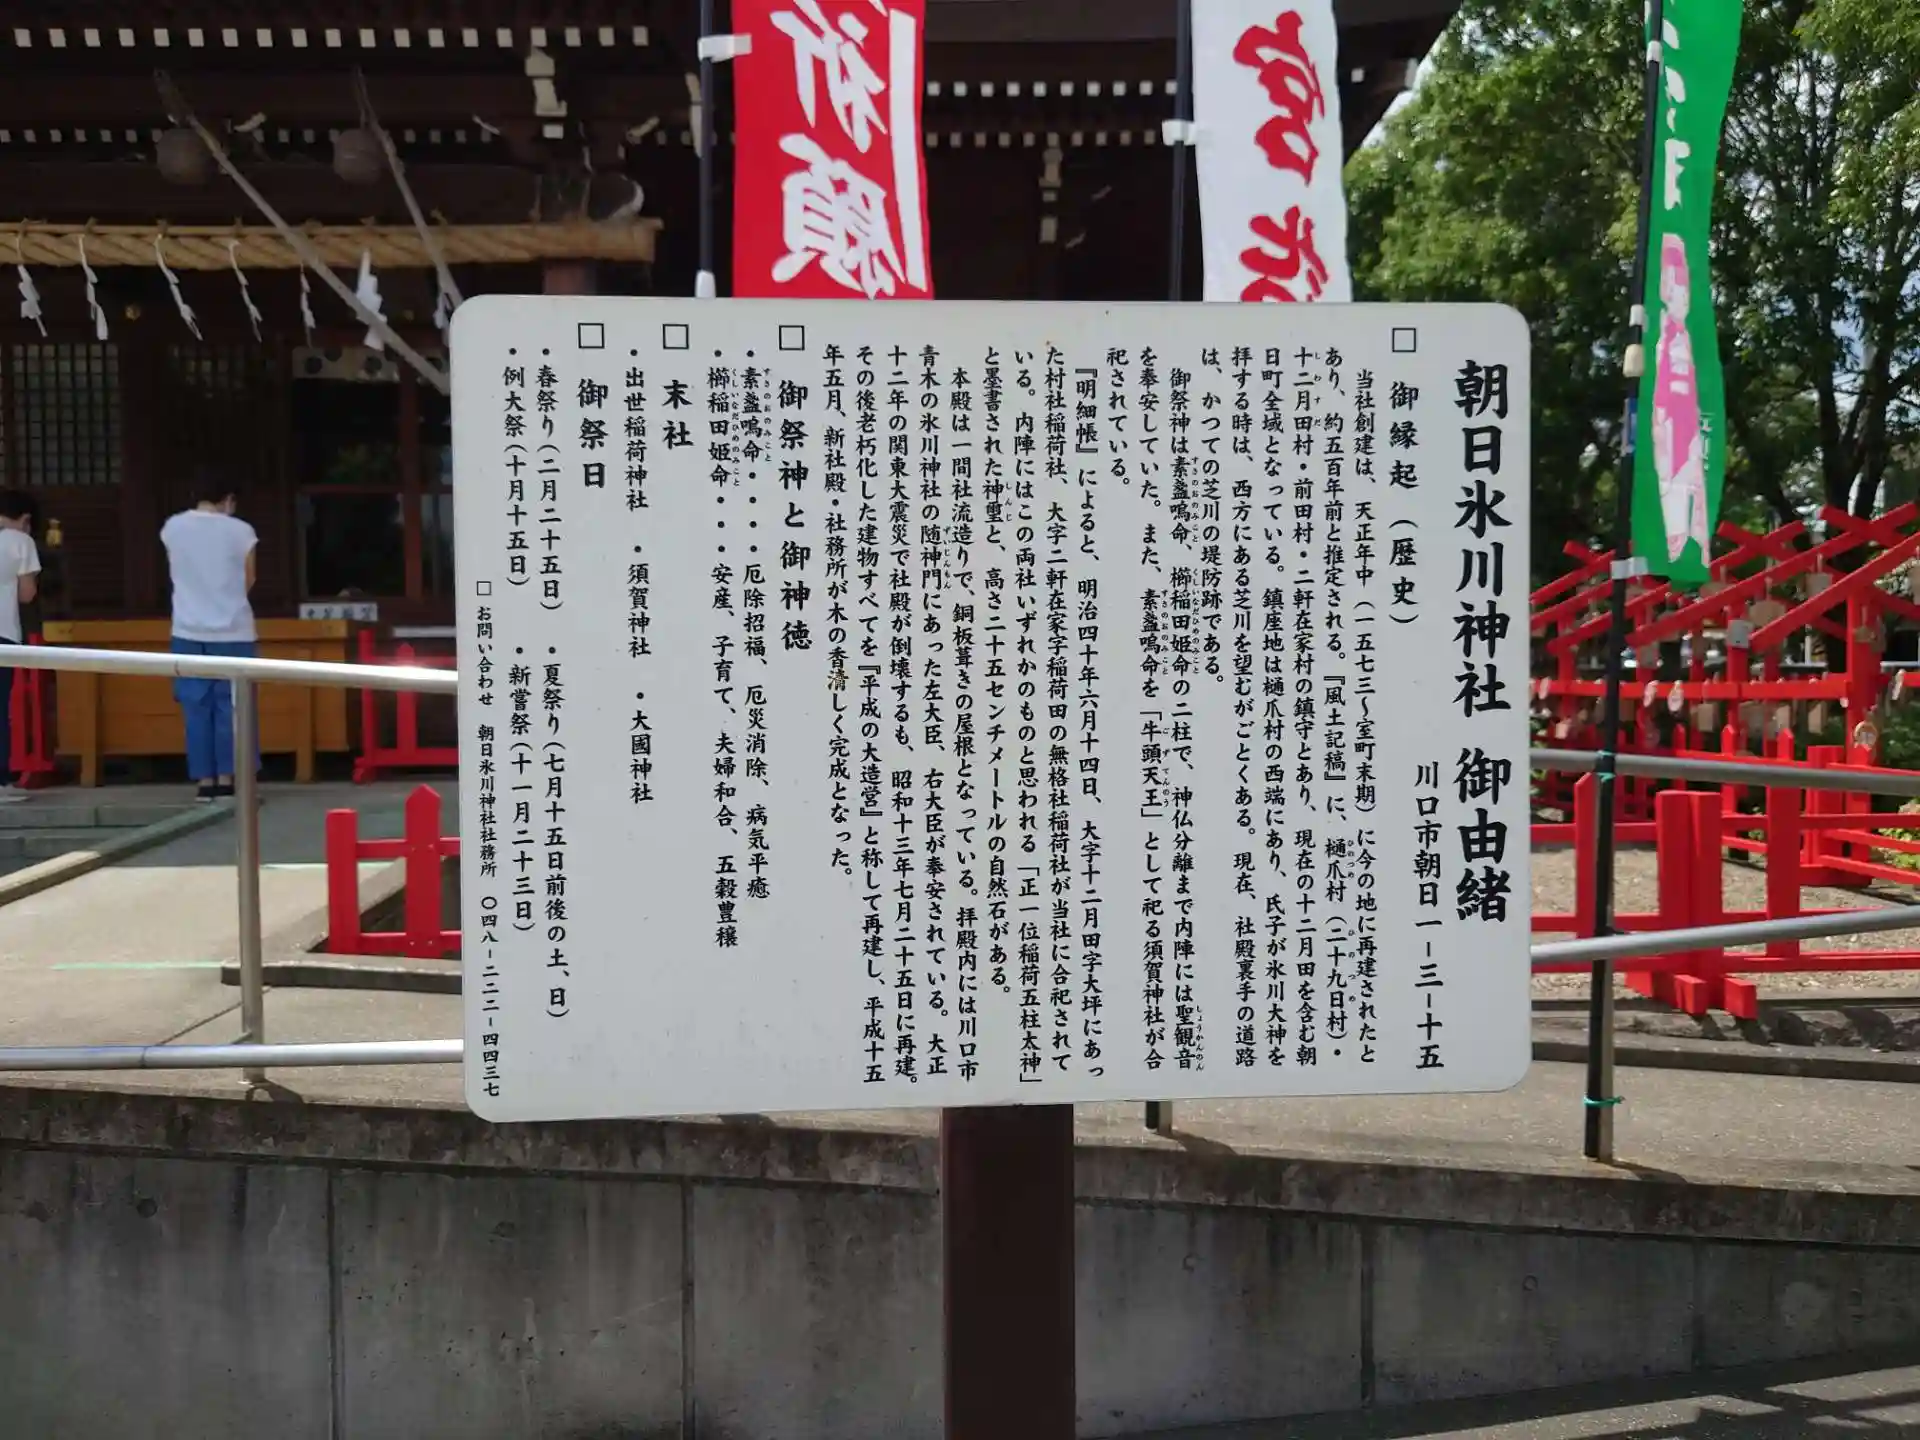 朝日氷川神社 御由緒
川口市朝日一－三－十五
□ 御縁起（歴史）
当社創建は、天正年中（一五七三～室町末期）に今の地に再建されたと
あり、約五百年前と推定される。『風土記稿』に、樋爪村（二十九日村）・
十二月田村・前田村・二軒在家村の鎮守とあり、現在の十二月田を含む朝
日町全域となっている。鎮座地は樋爪村の西端にあり、氏子が氷川大神を
拝する時は、西方にある芝川を望むがごとくある。現在、社殿裏手の道路
は、かつての芝川の堤防跡である。
御祭神は素盞嗚命、櫛稲田姫命の二柱で、神仏分離まで内陣には聖観音
を奉安していた。また、素盞嗚命を「牛頭天王」として祀る須賀神社が合
祀されている。
『明細帳』によると、明治四十年六月十四日、大字十二月田字大坪にあっ
た村社稲荷社、大字二軒在家字稲荷田の無格社稲荷社が当社に合祀されて
いる。内陣にはこの両社いずれかのものと思われる「正一位稲荷五柱太神」
と墨書された神璽と、高さ二十五センチメートルの自然石がある。
本殿は一間社流造りで、銅板葺きの屋根となっている。拝殿内には川口市
青木の氷川神社の随神門にあった左大臣、右大臣が奉安されている。大正
十二年の関東大震災で社殿が倒壊するも、昭和十三年七月二十五日に再建。
その後老朽化した建物すべてを『平成の大造営』と称して再建し、平成十五
年五月、新社殿・社務所が木の香清しく完成となった。
□ 御祭神と御神徳
・素盞嗚命・・・・厄除招福、厄災消除、病気平癒
・櫛稲田姫命・・・安産、子育て、夫婦和合、五穀豊穣
□ 末社
・出世稲荷神社 ・須賀神社 ・大國神社
□ 御祭日
・春祭り（二月二十五日） ・夏祭り（七月十五日前後の土、日）
・例大祭（十月十五日） ・新嘗祭（十一月二十三日）
□ お問い合わせ 朝日氷川神社社務所 〇四八－二二二－四四三七
祈願
宮